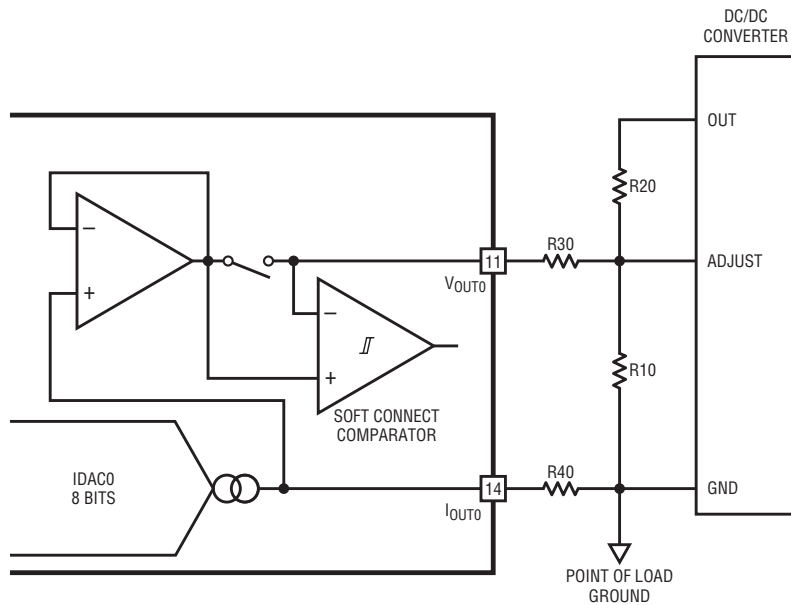 DC/DC
CONVERTER
OUT
R20
−
+
11
VOUT0
R30
ADJUST
−
+
R10
SOFT CONNECT
COMPARATOR
IDAC0
8 BITS
14
IOUT0
R40
GND
POINT OF LOAD
GROUND